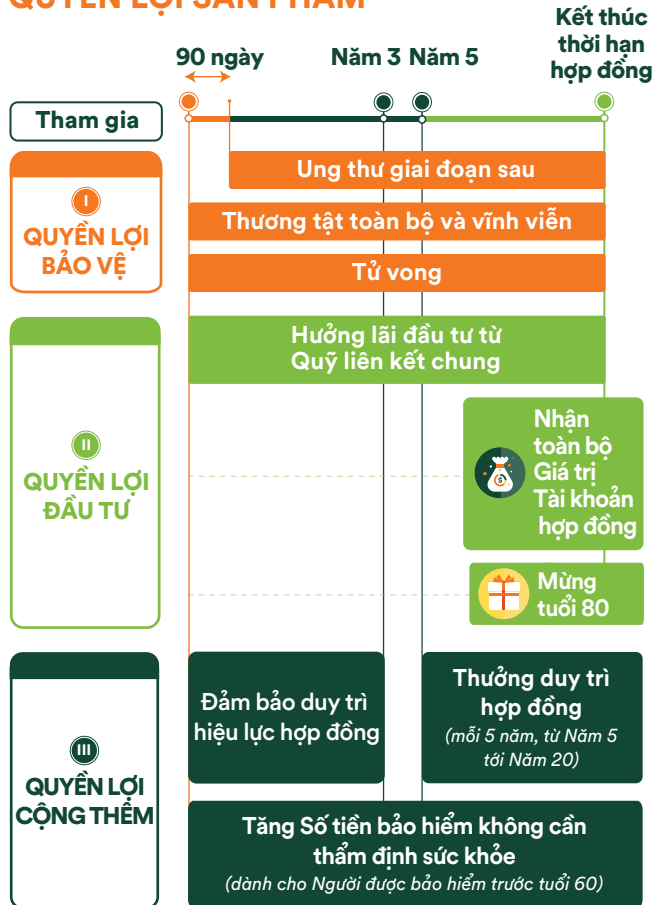 QUYỀN LỢI SẢN PHẨM
Kết thúc
thời hạn
hợp đồng
90 ngày
Năm 3
Năm 5
Tham gia
I
QUYỀN LỢI
BẢO VỆ
Ung thư giai đoạn sau
Thương tật toàn bộ và vĩnh viễn
Tử vong
II
QUYỀN LỢI
ĐẦU TƯ
Hưởng lãi đầu tư từ
Quỹ liên kết chung
Nhận
toàn bộ
Giá trị
Tài khoản
hợp đồng
Mừng
tuổi 80
III
QUYỀN LỢI
CỘNG THÊM
Đảm bảo duy trì
hiệu lực hợp đồng
Thưởng duy trì
hợp đồng
(mỗi 5 năm, từ Năm 5
tới Năm 20)
Tăng Số tiền bảo hiểm không cần
thẩm định sức khỏe
(dành cho Người được bảo hiểm trước tuổi 60)